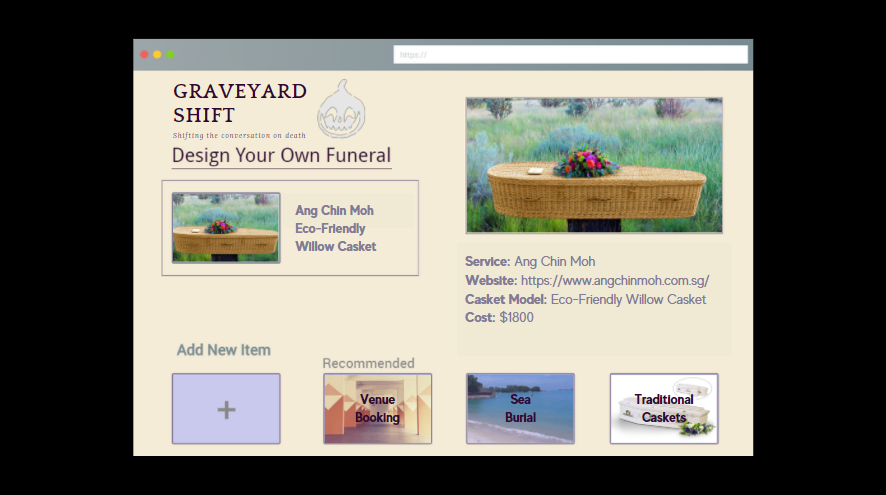 https://
GRAVEYARD
SHIFT
Shifting the conversation on death
Design Your Own Funeral
Ang Chin Moh
Eco-Friendly
Willow Casket
Service: Ang Chin Moh
Website: https://www.angchinmoh.com.sg/
Casket Model: Eco-Friendly Willow Casket
Cost: $1800
Add New Item
+
Recommended
Venue
Booking
Sea
Burial
Traditional
Caskets